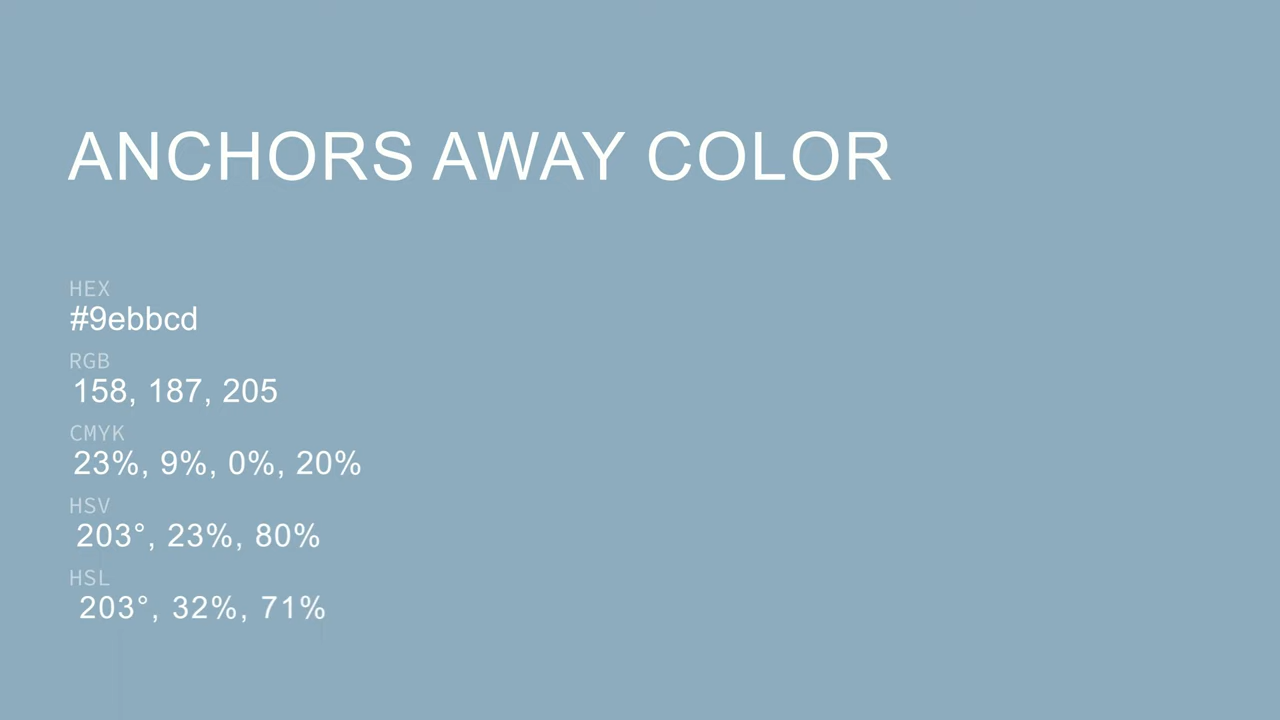 ANCHORS AWAY COLOR
HEX
#9ebbcd
RGB
158, 187, 205
CMYK
23%, 9%, 0%, 20%
HSV
203°, 23%, 80%
HSL
203°, 32%, 71%